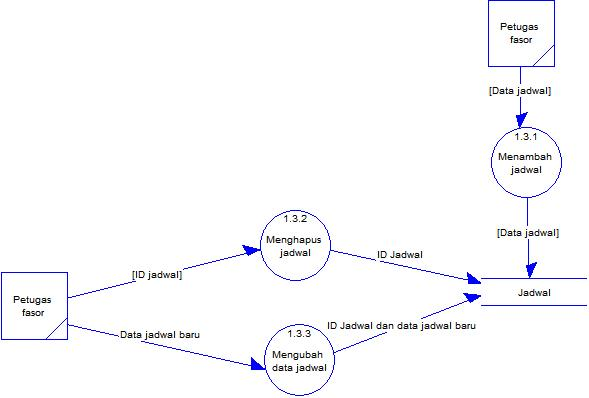 Petugas
fasor
[Data jadwal]
1.3.1
Menambah
jadwal
[Data jadwal]
1.3.2
Menghapus
jadwal
ID Jadwal
[ID jadwal]
Petugas
fasor
Jadwal
Data jadwal baru
ID Jadwal dan data jadwal baru
1.3.3
Mengubah
data jadwal